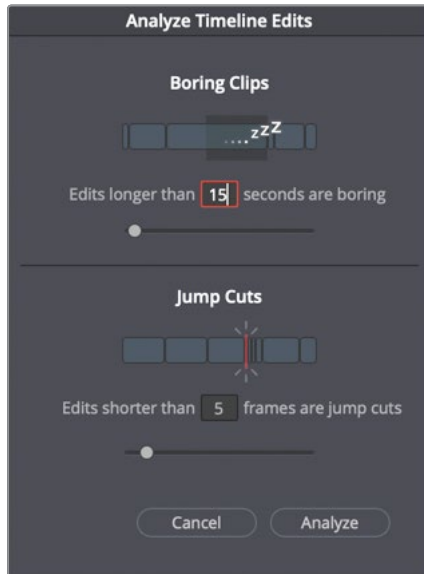 Analyze Timeline Edits
Boring Clips
....zzZ
Edits longer than 15 seconds are boring
Jump Cuts
Edits shorter than 5 frames are jump cuts
Cancel Analyze